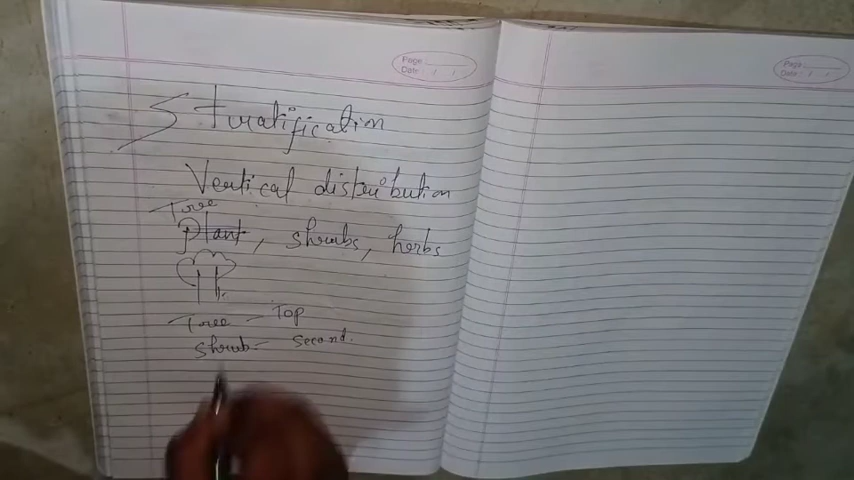 Page
Date / /
Page
Date / /
Stratification
Vertical distribution
Tree
Plant, shrubs, herbs
Tree - Top
Shrub - second.